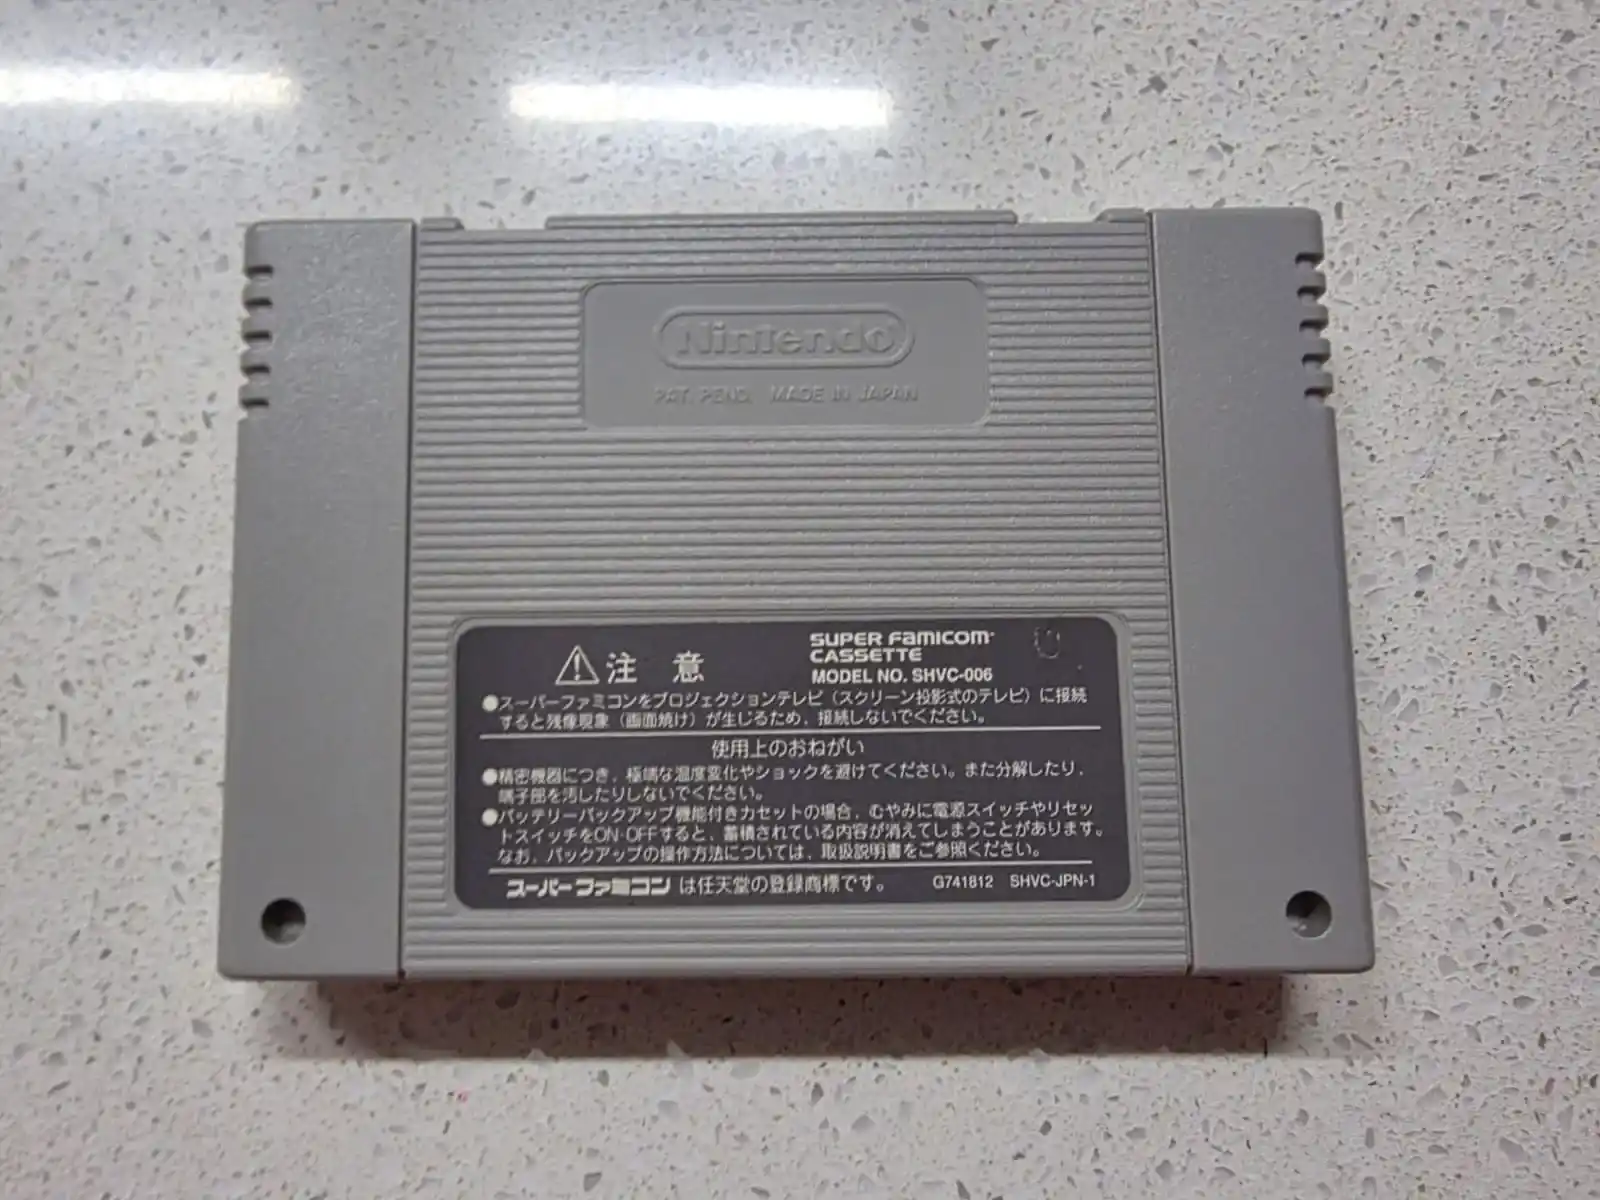 Nintendo
PAT. PEND. MADE IN JAPAN
SUPER FAMICOM
CASSETTE
MODEL NO. SHVC-006
注 意
●スーパーファミコンをプロジェクションテレビ（スクリーン投影式のテレビ）に接続
すると残像現象（画面焼け）が生じるため、接続しないでください。
使用上のおねがい
●精密機器につき、極端な温度変化やショックを避けてください。また分解したり、
端子部を汚したりしないでください。
●バッテリーバックアップ機能付きカセットの場合、むやみに電源スイッチやリセッ
トスイッチをON・OFFすると、蓄積されている内容が消えてしまうことがあります。
なお、バックアップの操作方法については、取扱説明書をご参照ください。
スーパーファミコン は任天堂の登録商標です。 G741812 SHVC-JPN-1